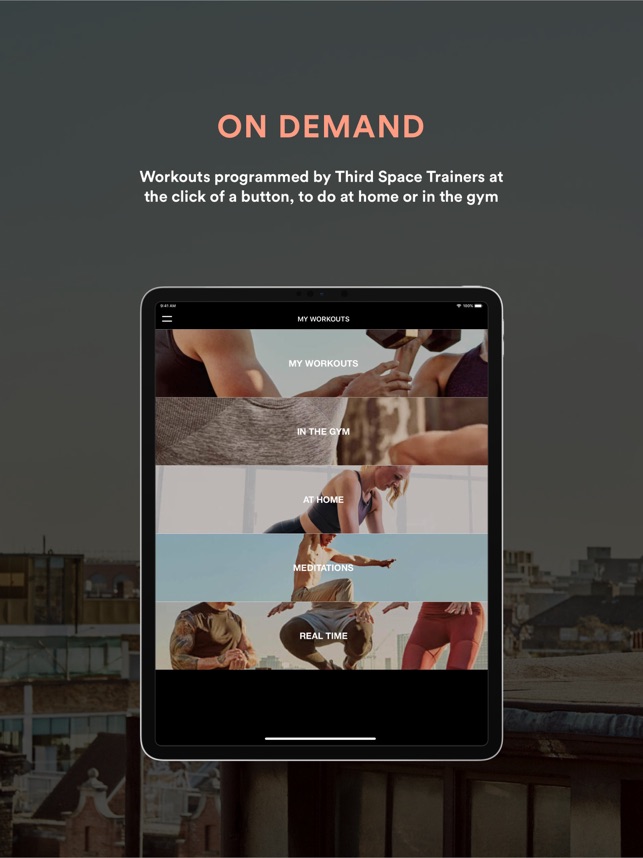 ON DEMAND
Workouts programmed by Third Space Trainers at
the click of a button, to do at home or in the gym
9:41 AM
100%
MY WORKOUTS
MY WORKOUTS
IN THE GYM
AT HOME
MEDITATIONS
REAL TIME